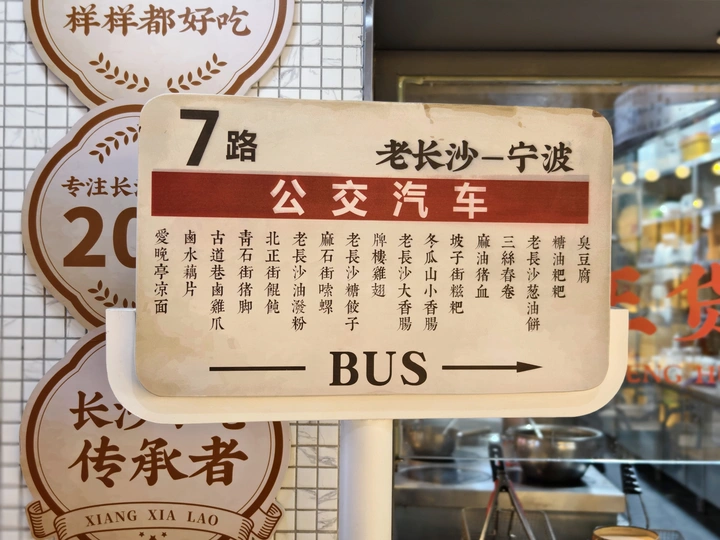 样样都好吃
专注长
20
长沙
传承者
XIANG XIA LAO
7路
老长沙–宁波
公交汽车
愛晚亭凉面
鹵水藕片
古道巷鹵雞爪
青石街猪脚
北正街餛飩
老長沙油潑粉
麻石街嗦螺
老長沙糖餃子
牌樓雞翅
老長沙大香腸
冬瓜山小香腸
坡子街糍粑
麻油猪血
三絲春卷
老長沙葱油餅
糖油粑粑
臭豆腐
BUS